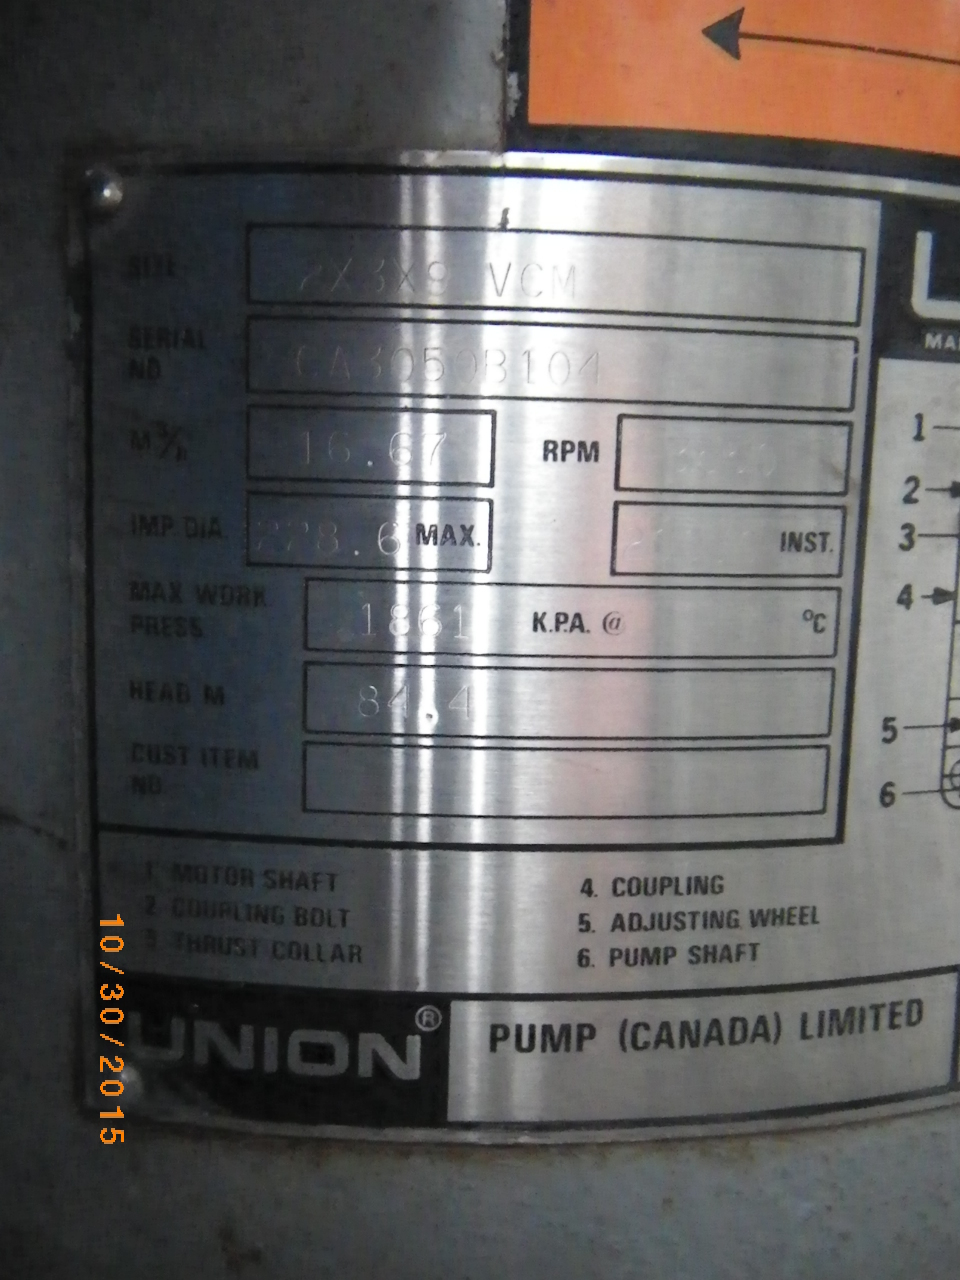 SIZE 2X3X9 VCM
SERIAL NO CA3050B104
M³/h 16.67 RPM
IMP DIA. 228.6 MAX. INST.
MAX WORK PRESS 1861 K.P.A. @ °C
HEAD M 84.4
CUST ITEM NO.
1. MOTOR SHAFT
2. COUPLING BOLT
3. THRUST COLLAR
4. COUPLING
5. ADJUSTING WHEEL
6. PUMP SHAFT
UNION® PUMP (CANADA) LIMITED
1
2
3
4
5
6
10/30/2015